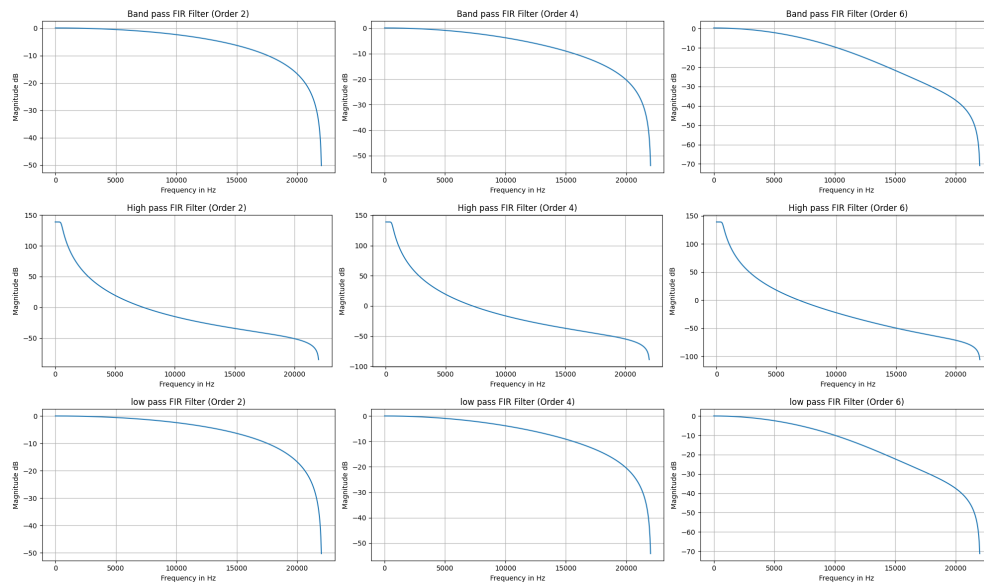 Band pass FIR Filter (Order 2)
Magnitude dB
0
−10
−20
−30
−40
−50
0 5000 10000 15000 20000
Frequency in Hz
Band pass FIR Filter (Order 4)
Magnitude dB
0
−10
−20
−30
−40
−50
0 5000 10000 15000 20000
Frequency in Hz
Band pass FIR Filter (Order 6)
Magnitude dB
0
−10
−20
−30
−40
−50
−60
−70
0 5000 10000 15000 20000
Frequency in Hz
High pass FIR Filter (Order 2)
Magnitude dB
150
100
50
0
−50
0 5000 10000 15000 20000
Frequency in Hz
High pass FIR Filter (Order 4)
Magnitude dB
150
100
50
0
−50
−100
0 5000 10000 15000 20000
Frequency in Hz
High pass FIR Filter (Order 6)
Magnitude dB
150
100
50
0
−50
−100
0 5000 10000 15000 20000
Frequency in Hz
low pass FIR Filter (Order 2)
Magnitude dB
0
−10
−20
−30
−40
−50
0 5000 10000 15000 20000
Frequency in Hz
low pass FIR Filter (Order 4)
Magnitude dB
0
−10
−20
−30
−40
−50
0 5000 10000 15000 20000
Frequency in Hz
low pass FIR Filter (Order 6)
Magnitude dB
0
−10
−20
−30
−40
−50
−60
−70
0 5000 10000 15000 20000
Frequency in Hz